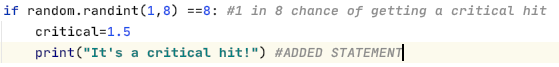 if random.randint(1,8) ==8: #1 in 8 chance of getting a critical hit
    critical=1.5
    print("It's a critical hit!") #ADDED STATEMENT